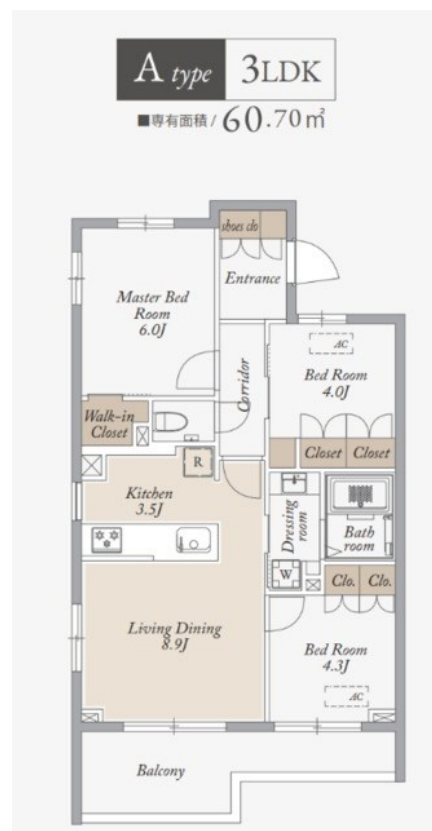 A type 3LDK
■専有面積/60.70㎡
shoes clo
Entrance
Master Bed
Room
6.0J
AC
Bed Room
4.0J
Corridor
Walk-in
Closet
Closet
Closet
R
Kitchen
3.5J
Dressing
room
Bath
room
W
Clo.
Clo.
Living Dining
8.9J
Bed Room
4.3J
AC
Balcony